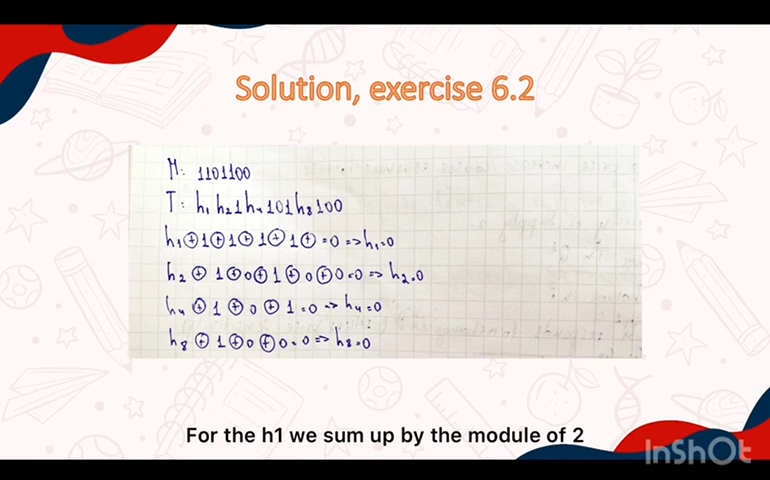 Solution, exercise 6.2
M: 1101100
T: h₁ h₂ 1 h₄ 101 h₈ 100
h₁ ⊕ 1 ⊕ 1 ⊕ 1 ⊕ 1 ⊕ = 0 => h₁ = 0
h₂ ⊕ 1 ⊕ 0 ⊕ 1 ⊕ 0 ⊕ 0 = 0 => h₂ = 0
h₄ ⊕ 1 ⊕ 0 ⊕ 1 = 0 => h₄ = 0
h₈ ⊕ 1 ⊕ 0 ⊕ 0 = 0 => h₈ = 0
For the h1 we sum up by the module of 2
InShOt